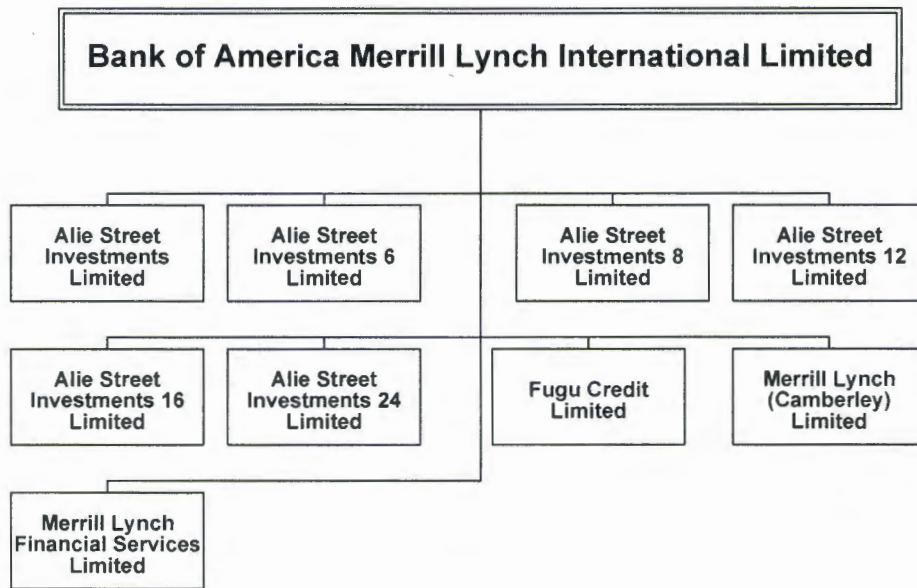 Bank of America Merrill Lynch International Limited
Alie Street
Investments
Limited
Alie Street
Investments 6
Limited
Alie Street
Investments 8
Limited
Alie Street
Investments 12
Limited
Alie Street
Investments 16
Limited
Alie Street
Investments 24
Limited
Fugu Credit
Limited
Merrill Lynch
(Camberley)
Limited
Merrill Lynch
Financial Services
Limited